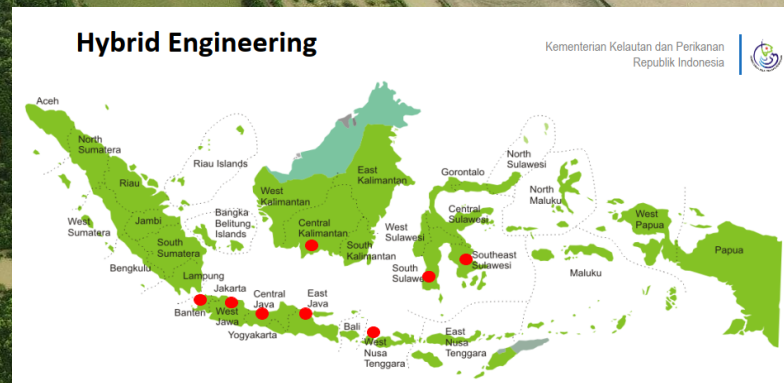 Hybrid Engineering
Kementerian Kelautan dan Perikanan
Republik Indonesia
Aceh
North
Sumatera
Riau
Riau Islands
West
Sumatera
Jambi
Bangka
Belitung
Islands
South
Sumatera
Bengkulu
Lampung
Banten
Jakarta
West
Jawa
Central
Java
Yogyakarta
East
Java
Bali
West
Nusa
Tenggara
East
Nusa
Tenggara
West
Kalimantan
Central
Kalimantan
East
Kalimantan
South
Kalimantan
West
Sulawesi
South
Sulawe
Gorontalo
Central
Sulawesi
Southeast
Sulawesi
North
Sulawesi
North
Maluku
Maluku
West
Papua
Papua